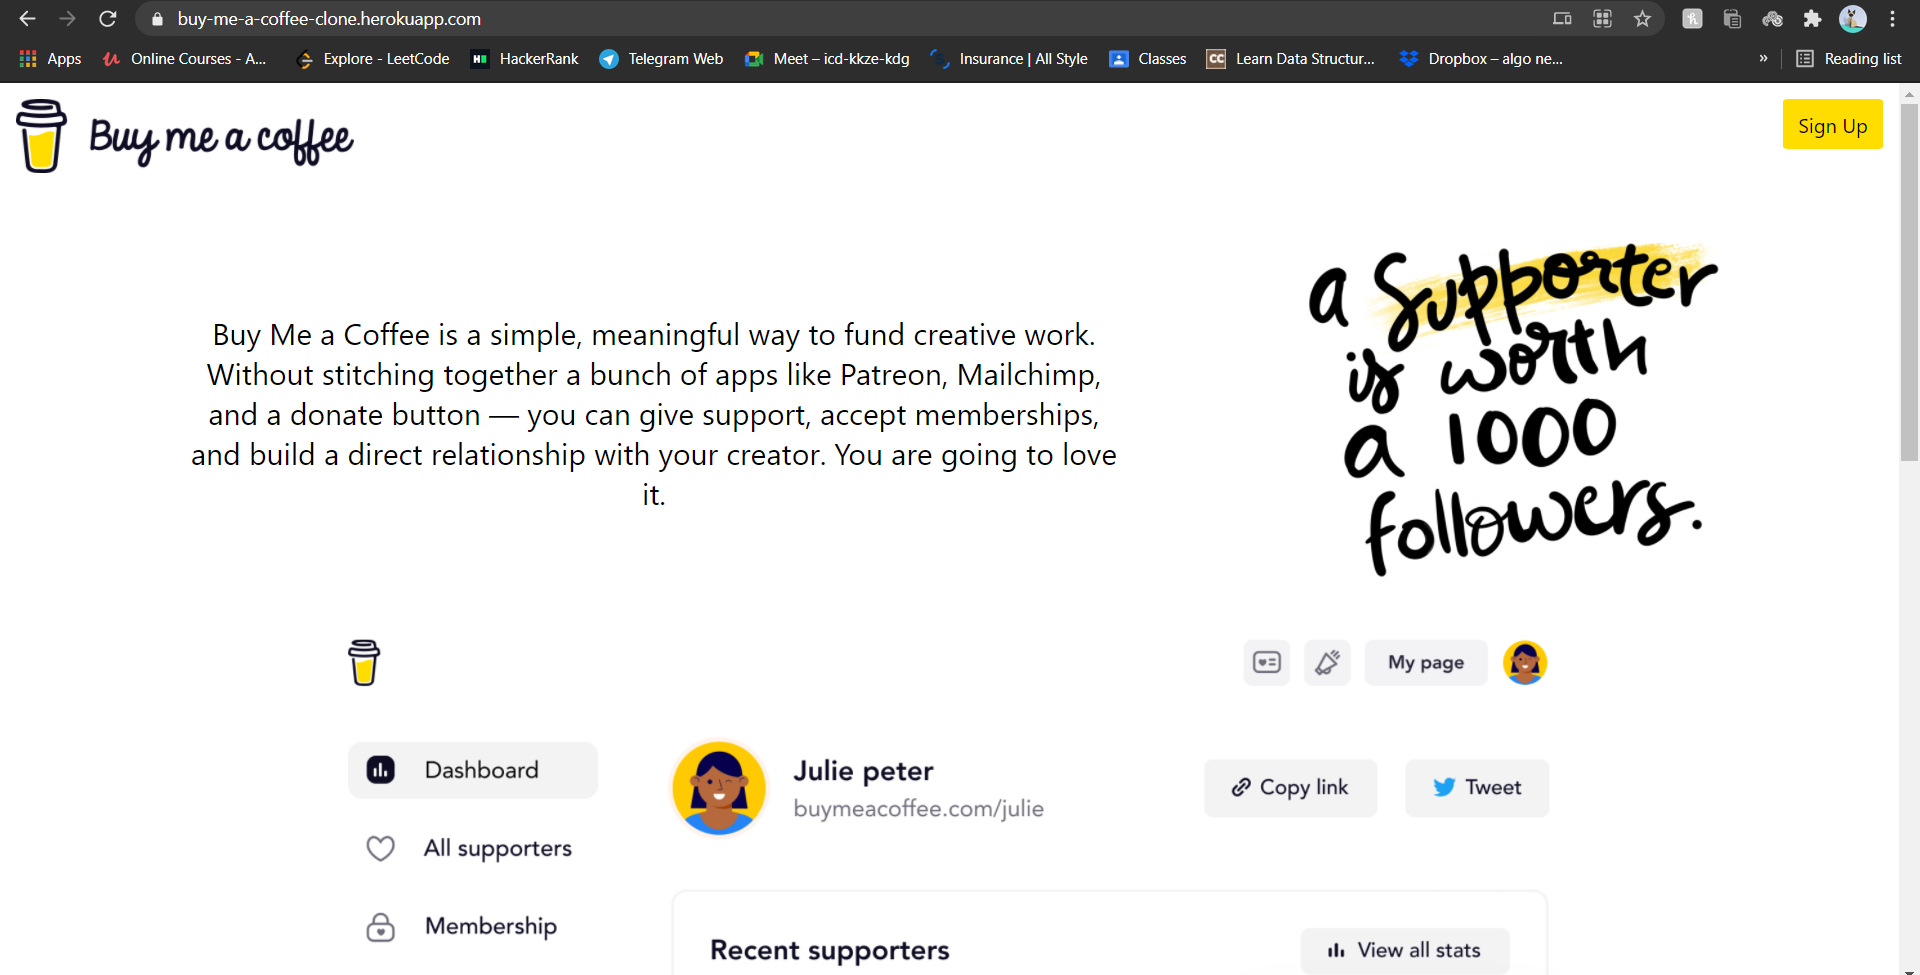 buy-me-a-coffee-clone.herokuapp.com
Apps
Online Courses - A...
Explore - LeetCode
HackerRank
Telegram Web
Meet – icd-kkze-kdg
Insurance | All Style
Classes
CC Learn Data Structur...
Dropbox – algo ne...
»
Reading list
Buy me a coffee
Sign Up
Buy Me a Coffee is a simple, meaningful way to fund creative work.
Without stitching together a bunch of apps like Patreon, Mailchimp,
and a donate button — you can give support, accept memberships,
and build a direct relationship with your creator. You are going to love
it.
a Supporter
is worth
a 1000
followers.
My page
Dashboard
All supporters
Membership
Julie peter
buymeacoffee.com/julie
Copy link
Tweet
Recent supporters
View all stats